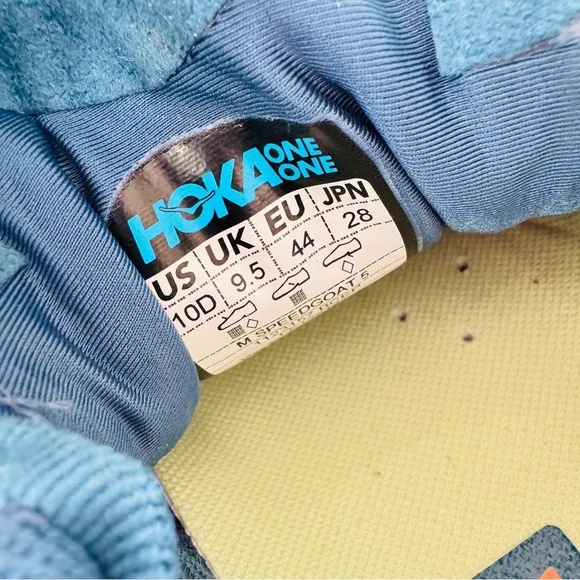 HOKA ONE ONE
US UK EU JPN
10D 9.5 44 28
M SPEEDGOAT 5